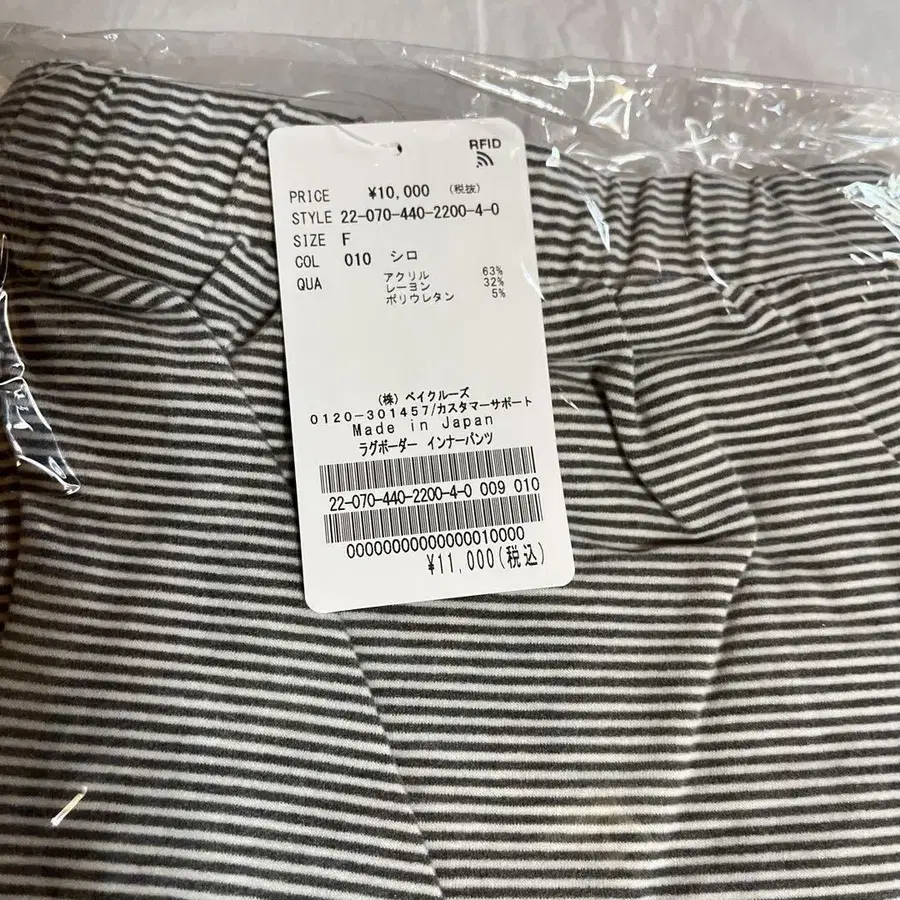 RFID
PRICE ¥10,000 (税抜)
STYLE 22-070-440-2200-4-0
SIZE F
COL 010 シロ
QUA アクリル 63%
レーヨン 32%
ポリウレタン 5%
(株) ベイクルーズ
0120-301457/カスタマーサポート
Made in Japan
ラグボーダー インナーパンツ
22-070-440-2200-4-0 009 010
00000000000000010000
¥11,000(税込)